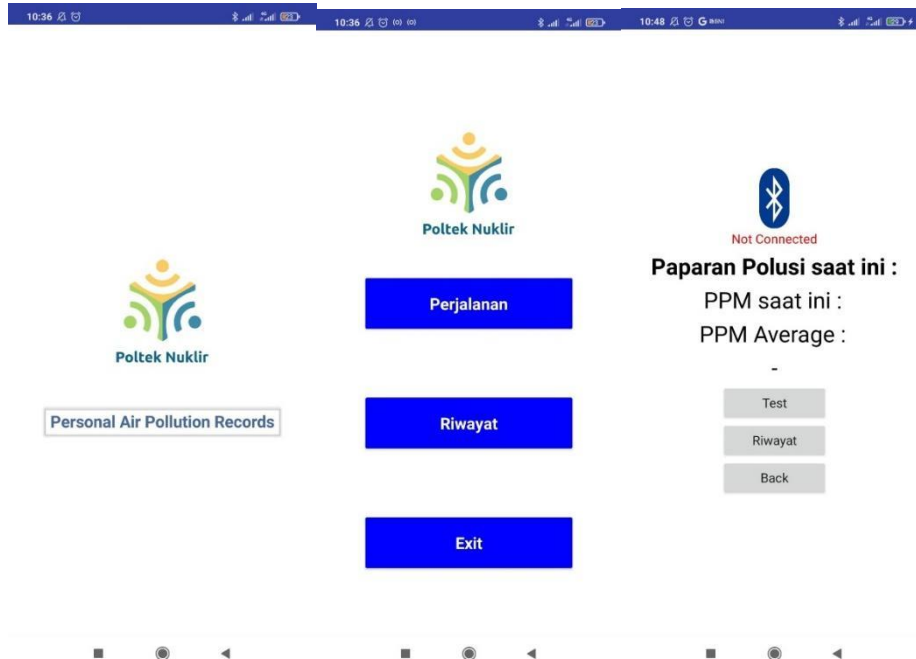 10:36
Poltek Nuklir
Personal Air Pollution Records
10:36
Poltek Nuklir
Perjalanan
Riwayat
Exit
10:48
Not Connected
Paparan Polusi saat ini :
PPM saat ini :
PPM Average :
-
Test
Riwayat
Back